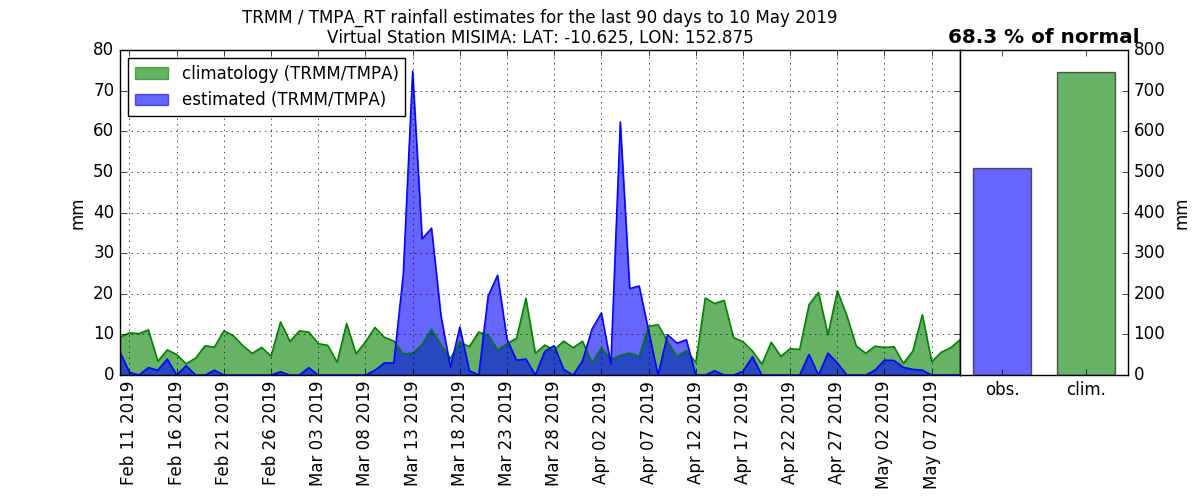 TRMM / TMPA_RT rainfall estimates for the last 90 days to 10 May 2019
Virtual Station MISIMA: LAT: -10.625, LON: 152.875
68.3 % of normal
climatology (TRMM/TMPA)
estimated (TRMM/TMPA)
80
70
60
50
40
30
20
10
0
mm
Feb 11 2019
Feb 16 2019
Feb 21 2019
Feb 26 2019
Mar 03 2019
Mar 08 2019
Mar 13 2019
Mar 18 2019
Mar 23 2019
Mar 28 2019
Apr 02 2019
Apr 07 2019
Apr 12 2019
Apr 17 2019
Apr 22 2019
Apr 27 2019
May 02 2019
May 07 2019
obs.
clim.
800
700
600
500
400
300
200
100
0
mm